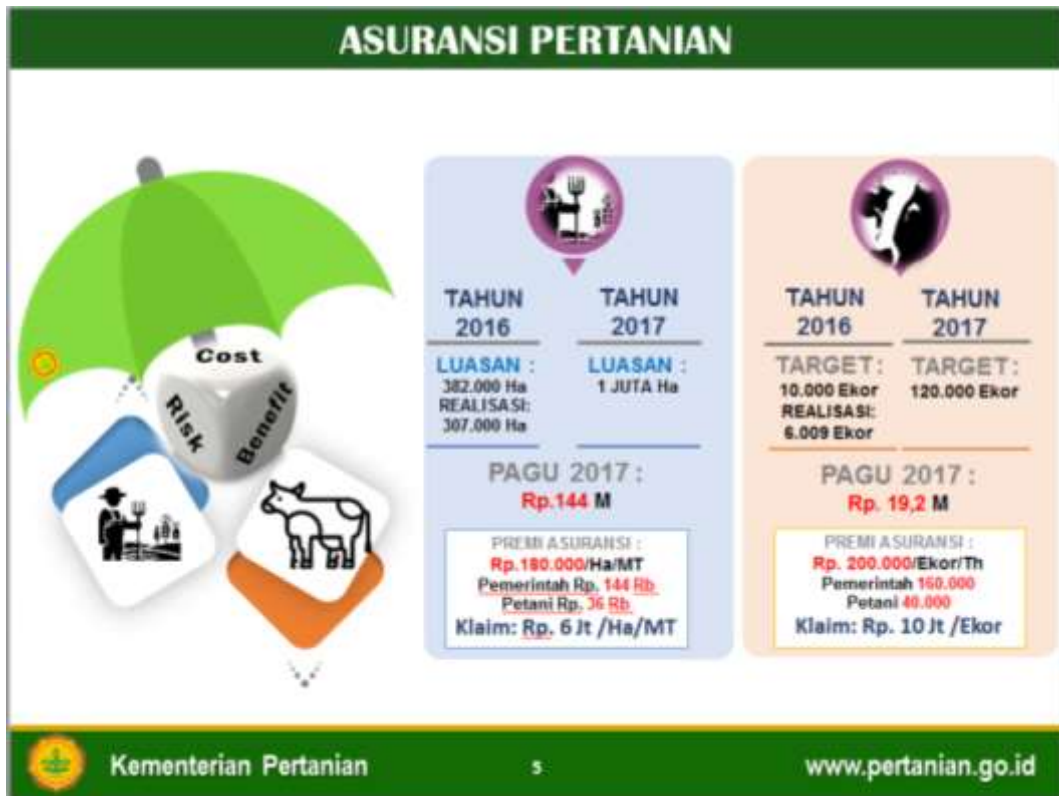 ASURANSI PERTANIAN
Cost
Risk
Benefit
TAHUN
2016
LUASAN :
382.000 Ha
REALISASI:
307.000 Ha
TAHUN
2017
LUASAN :
1 JUTA Ha
PAGU 2017 :
Rp.144 M
PREMI ASURANSI :
Rp.180.000/Ha/MT
Pemerintah Rp. 144 Rb
Petani Rp. 36 Rb
Klaim: Rp. 6 Jt /Ha/MT
TAHUN
2016
TARGET:
10.000 Ekor
REALISASI:
6.009 Ekor
TAHUN
2017
TARGET:
120.000 Ekor
PAGU 2017 :
Rp. 19,2 M
PREMI ASURANSI :
Rp. 200.000/Ekor/Th
Pemerintah 160.000
Petani 40.000
Klaim: Rp. 10 Jt /Ekor
Kementerian Pertanian
5
www.pertanian.go.id